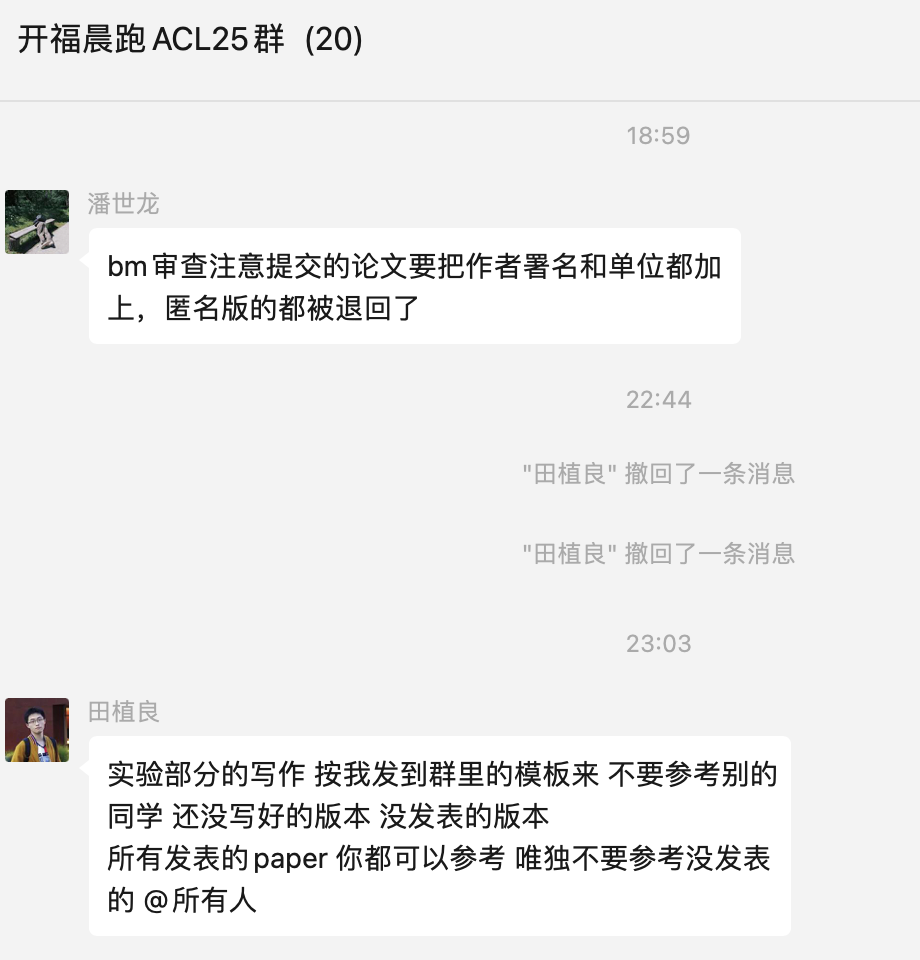 开福晨跑ACL25群 (20)
18:59
潘世龙
bm审查注意提交的论文要把作者署名和单位都加
上，匿名版的都被退回了
22:44
"田植良" 撤回了一条消息
"田植良" 撤回了一条消息
23:03
田植良
实验部分的写作 按我发到群里的模板来 不要参考别的
同学 还没写好的版本 没发表的版本
所有发表的paper 你都可以参考 唯独不要参考没发表
的 @所有人